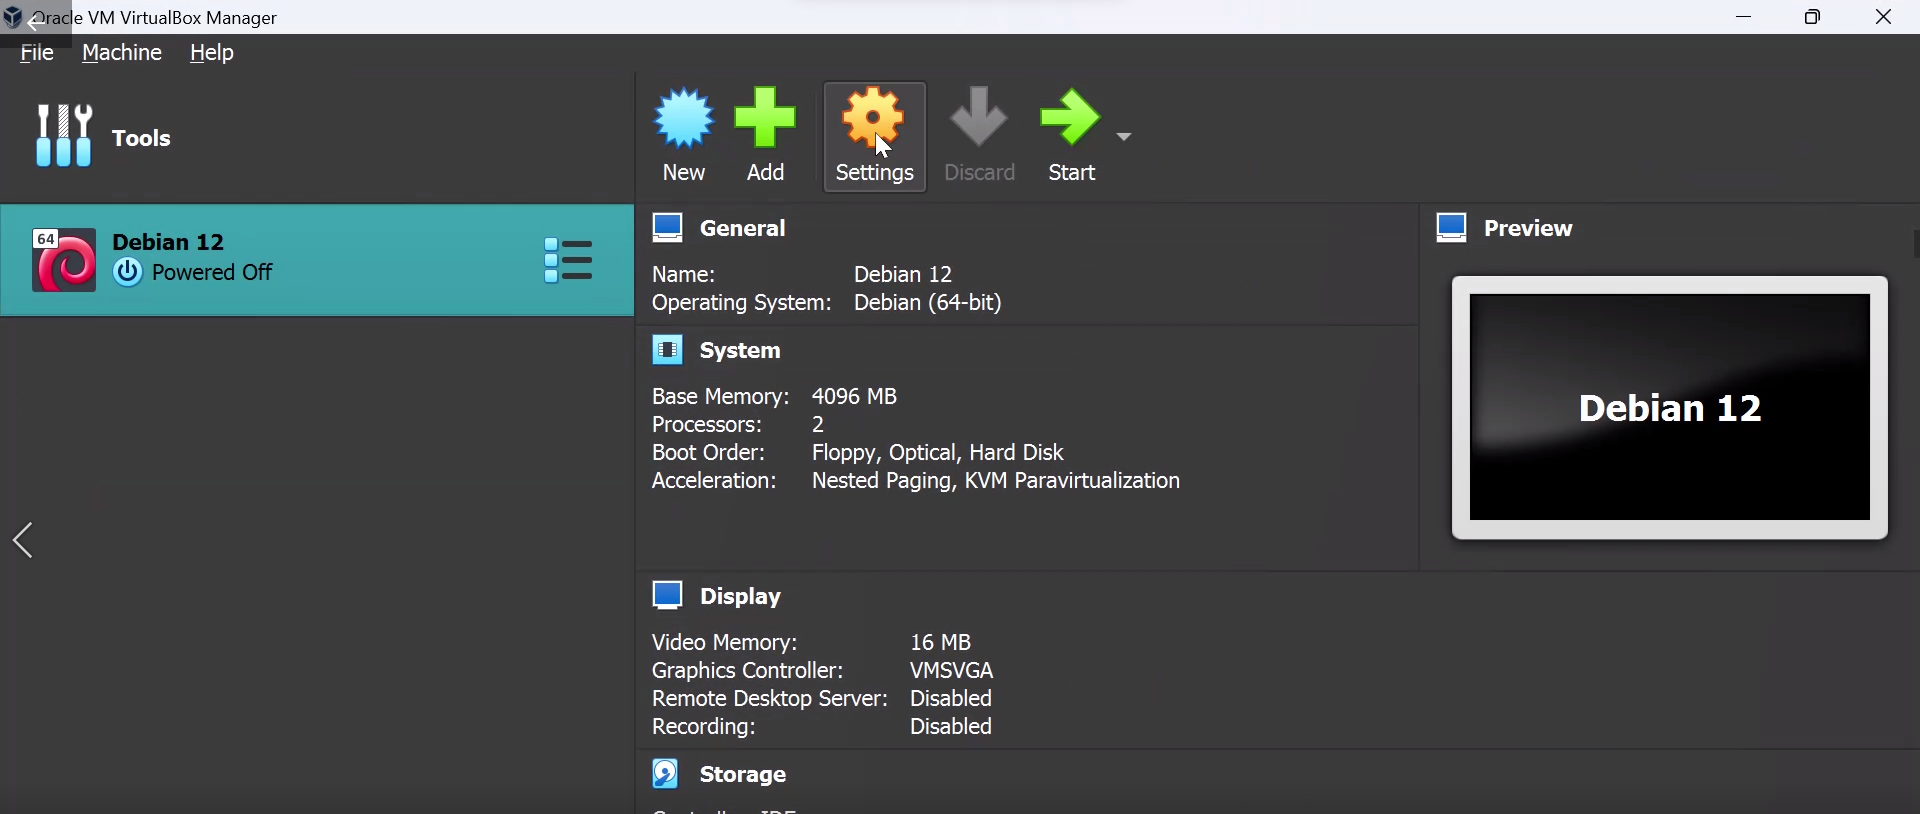 Oracle VM VirtualBox Manager
File Machine Help
Tools
New Add Settings Discard Start
64
Debian 12
Powered Off
General
Name: Debian 12
Operating System: Debian (64-bit)
System
Base Memory: 4096 MB
Processors: 2
Boot Order: Floppy, Optical, Hard Disk
Acceleration: Nested Paging, KVM Paravirtualization
Preview
Debian 12
Display
Video Memory: 16 MB
Graphics Controller: VMSVGA
Remote Desktop Server: Disabled
Recording: Disabled
Storage